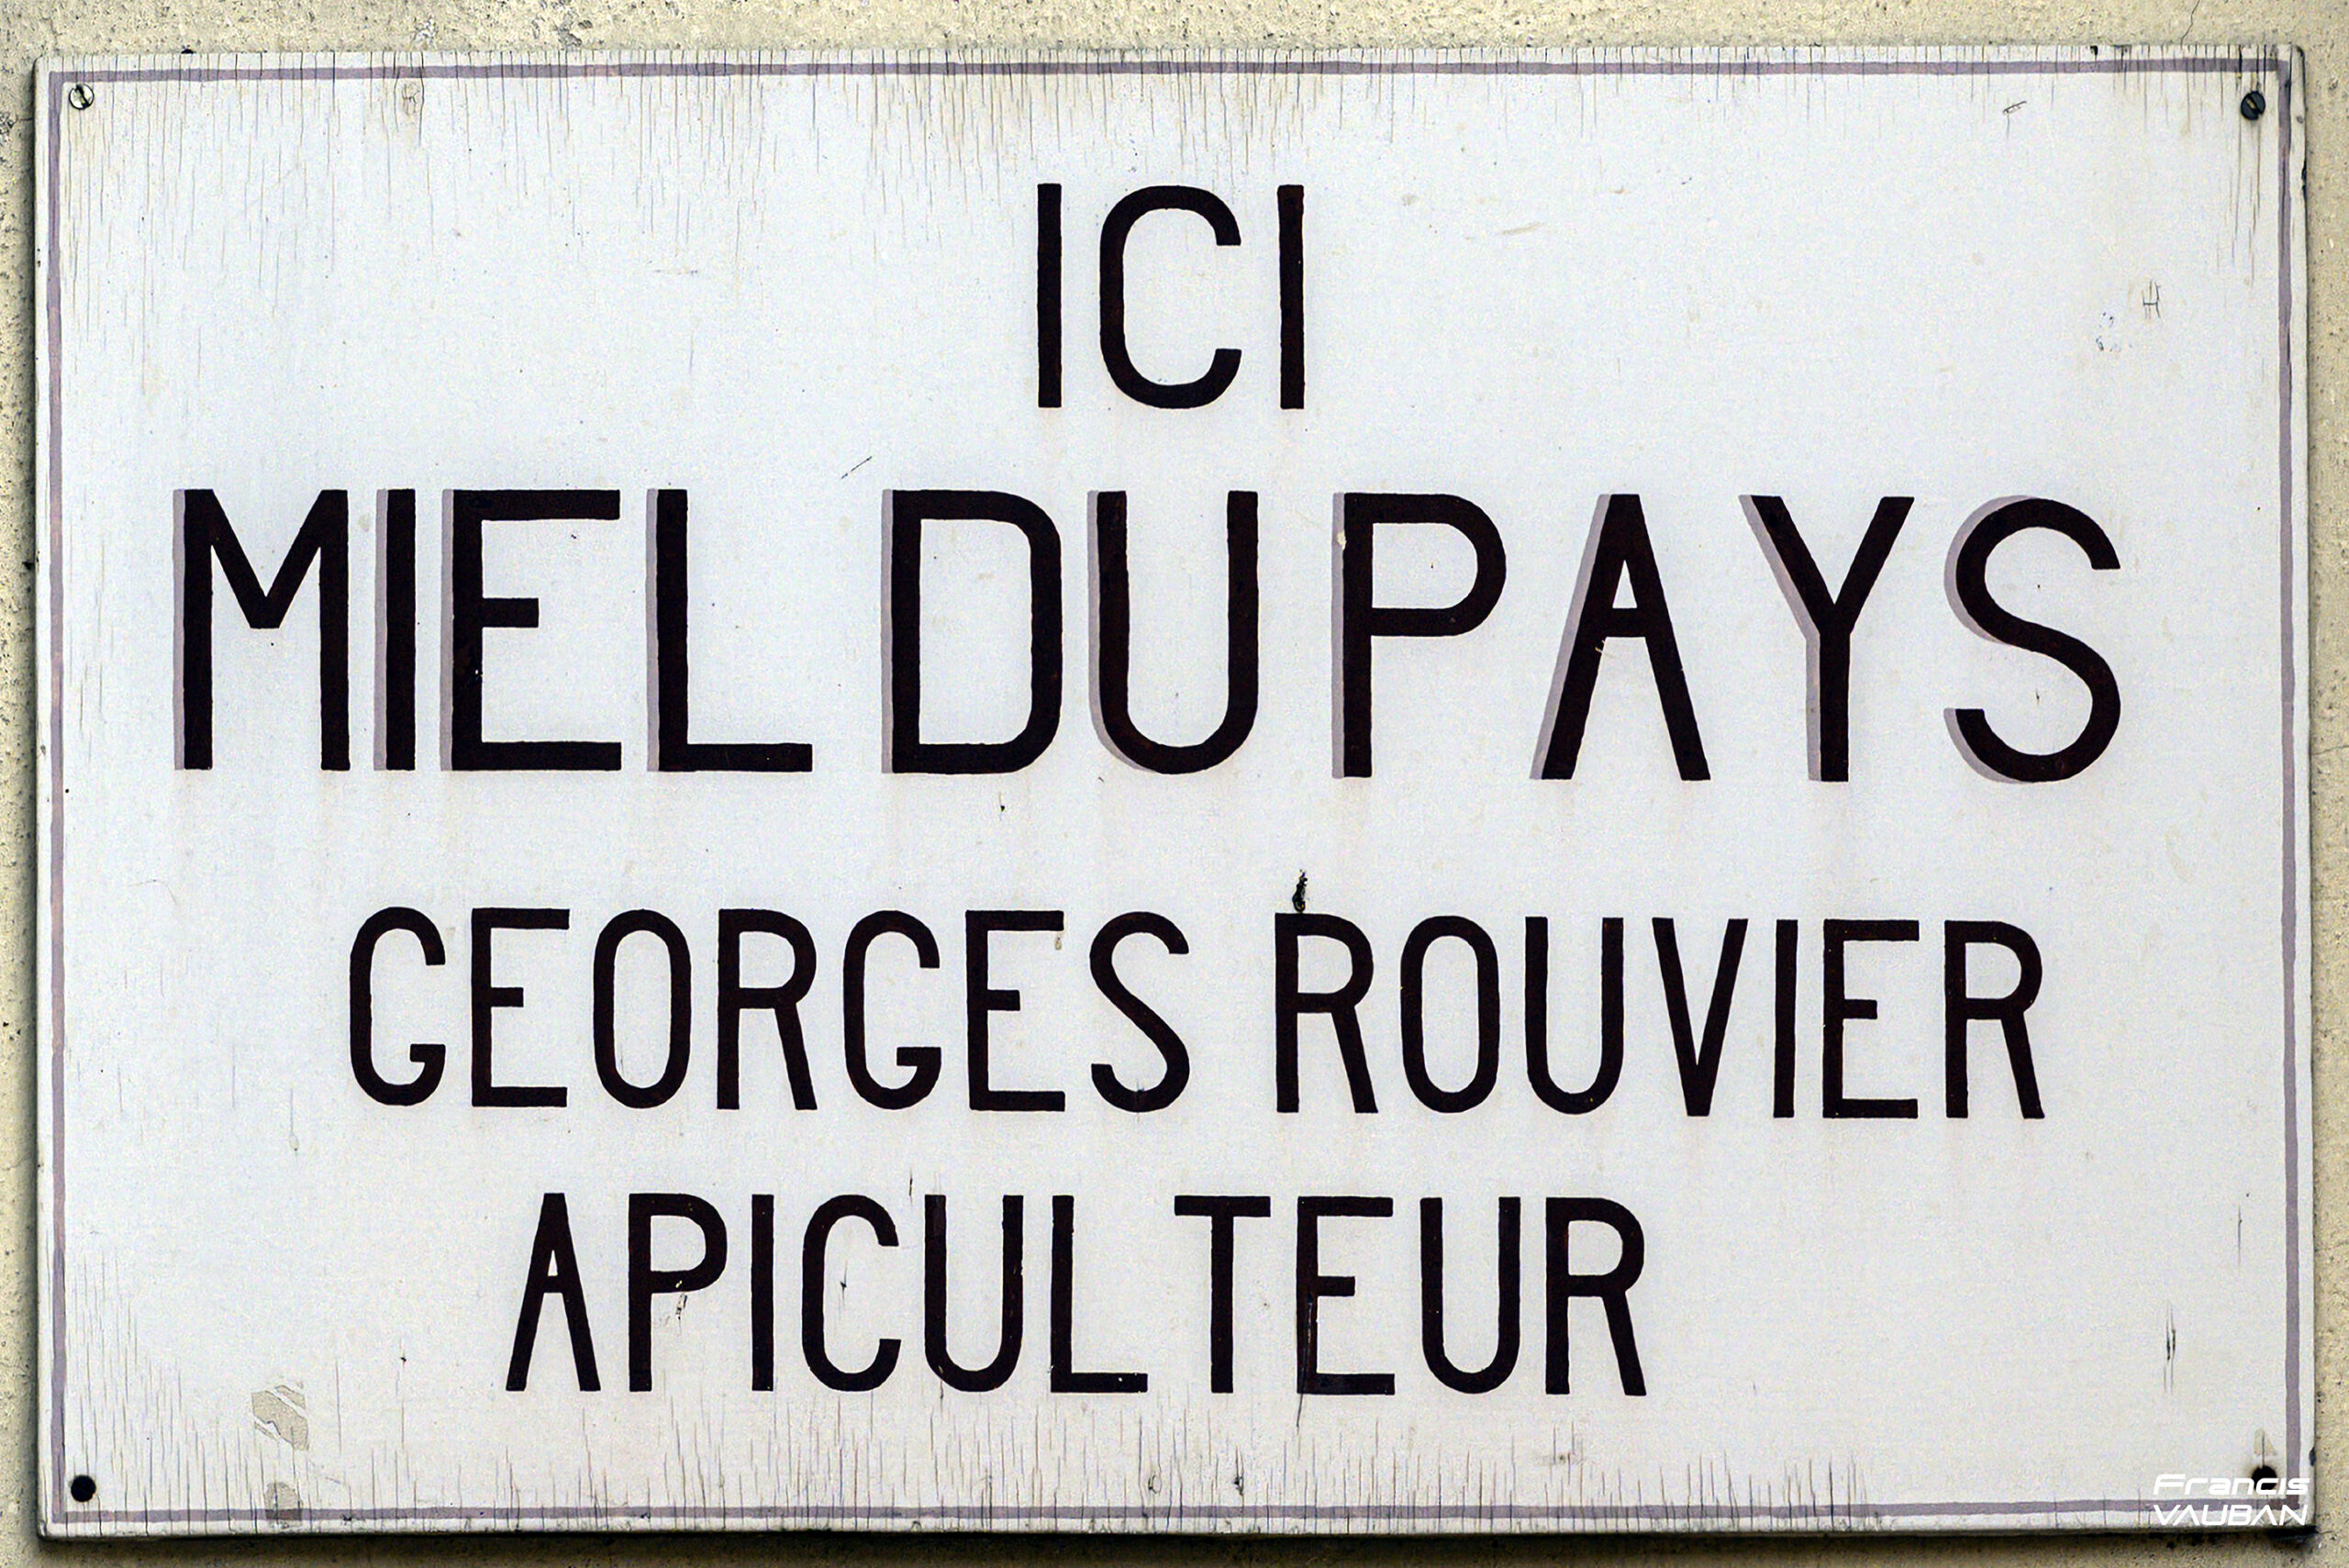 ICI
MIEL DU PAYS
GEORGES ROUVIER
APICULTEUR
Francis
VAUBAN